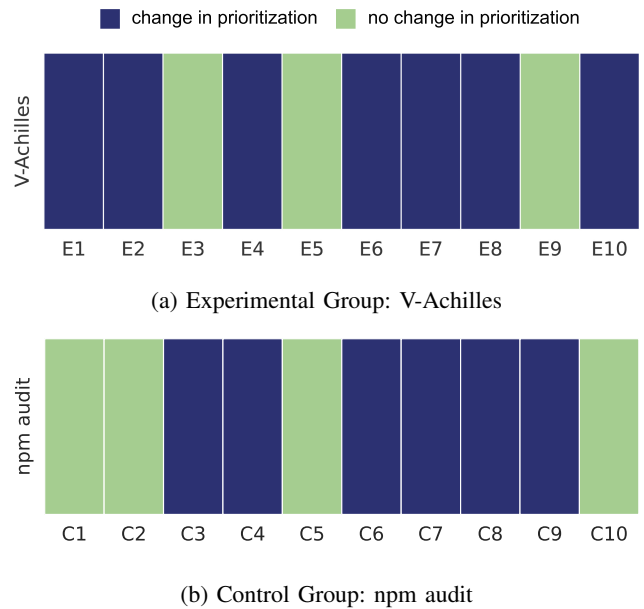 change in prioritization no change in prioritization
V-Achilles
E1 E2 E3 E4 E5 E6 E7 E8 E9 E10
(a) Experimental Group: V-Achilles
npm audit
C1 C2 C3 C4 C5 C6 C7 C8 C9 C10
(b) Control Group: npm audit